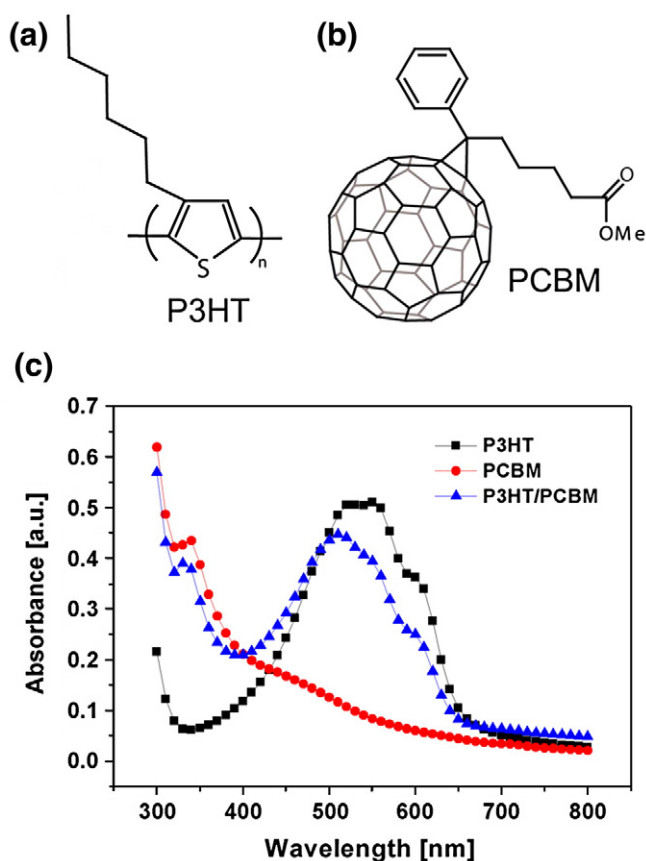 (a)
(b)
S
n
P3HT
O
OMe
PCBM
(c)
0.7
0.6
0.5
0.4
0.3
0.2
0.1
0.0
Absorbance [a.u.]
P3HT
PCBM
P3HT/PCBM
300 400 500 600 700 800
Wavelength [nm]